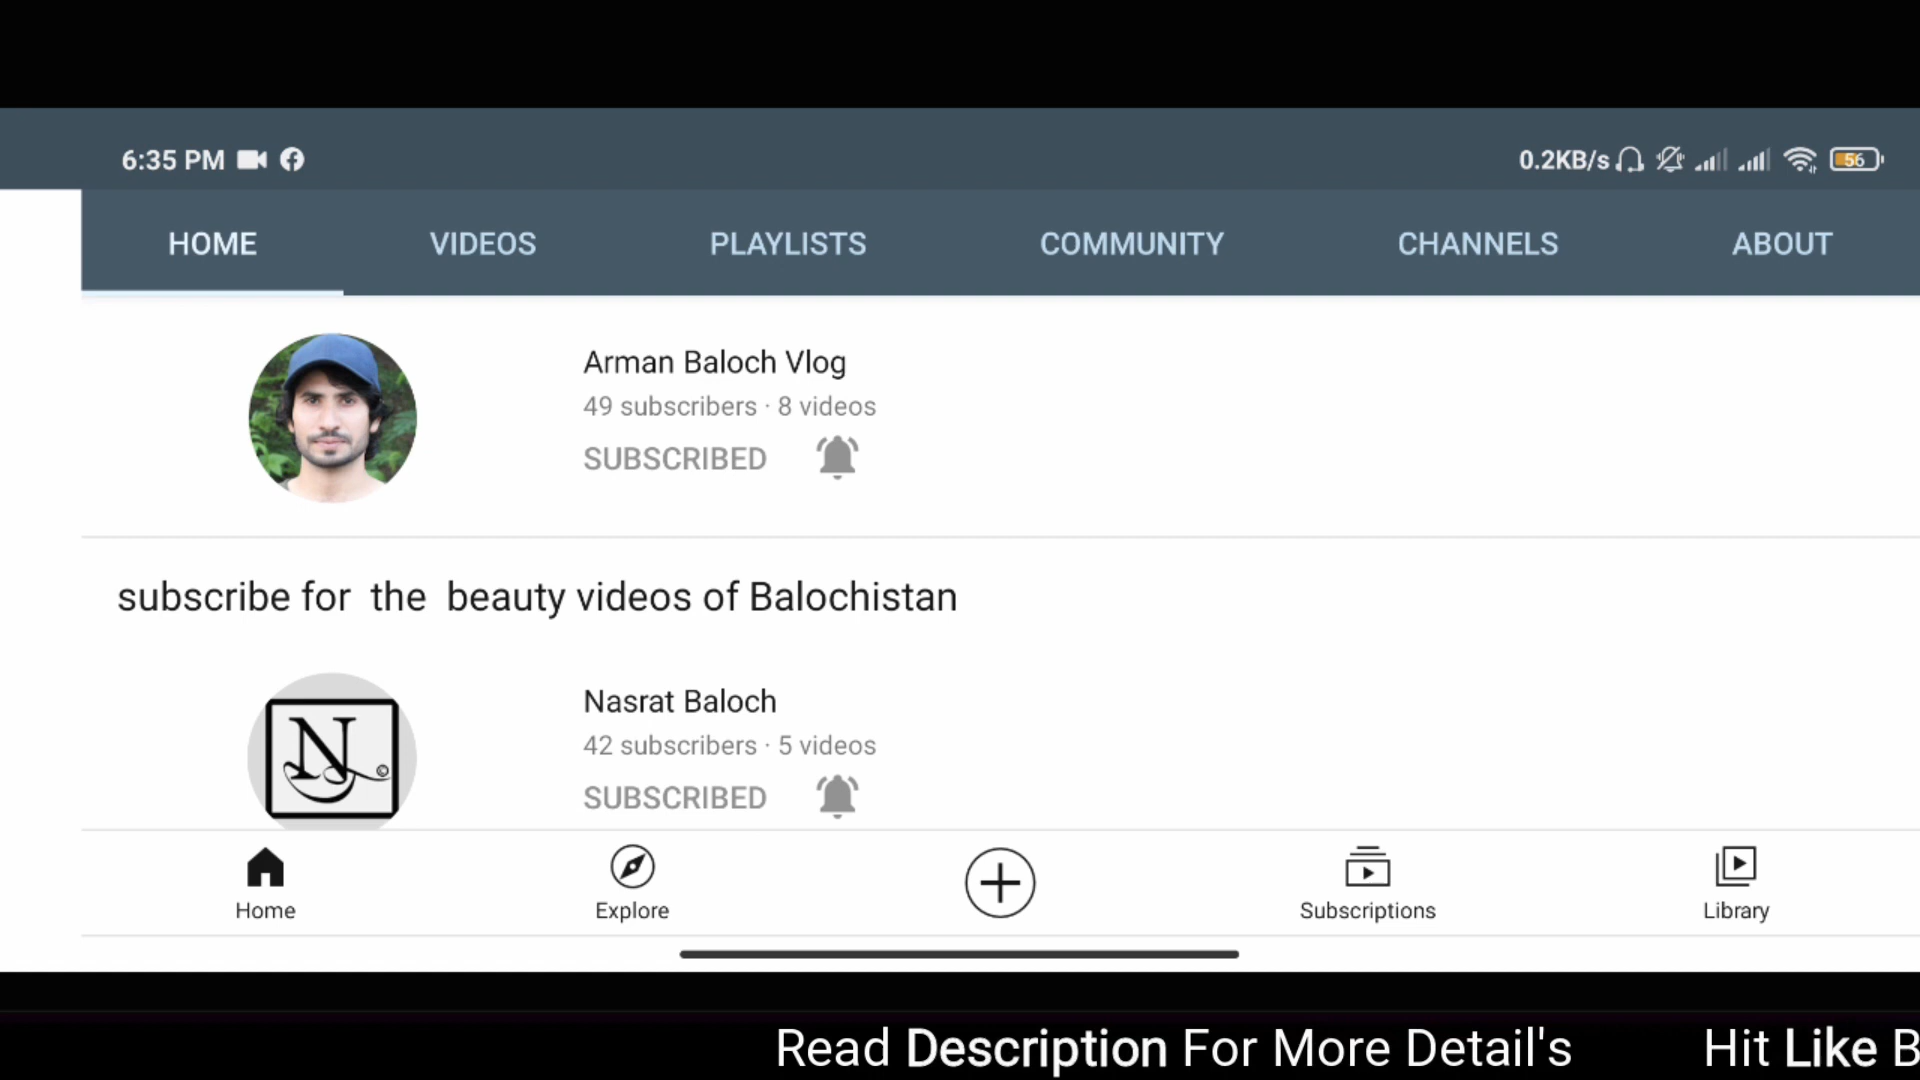 6:35 PM 0.2KB/s 56
HOME VIDEOS PLAYLISTS COMMUNITY CHANNELS ABOUT
Arman Baloch Vlog
49 subscribers · 8 videos
SUBSCRIBED
subscribe for  the  beauty videos of Balochistan
N ©
Nasrat Baloch
42 subscribers · 5 videos
SUBSCRIBED
Home Explore Subscriptions Library
Read Description For More Detail's Hit Like B